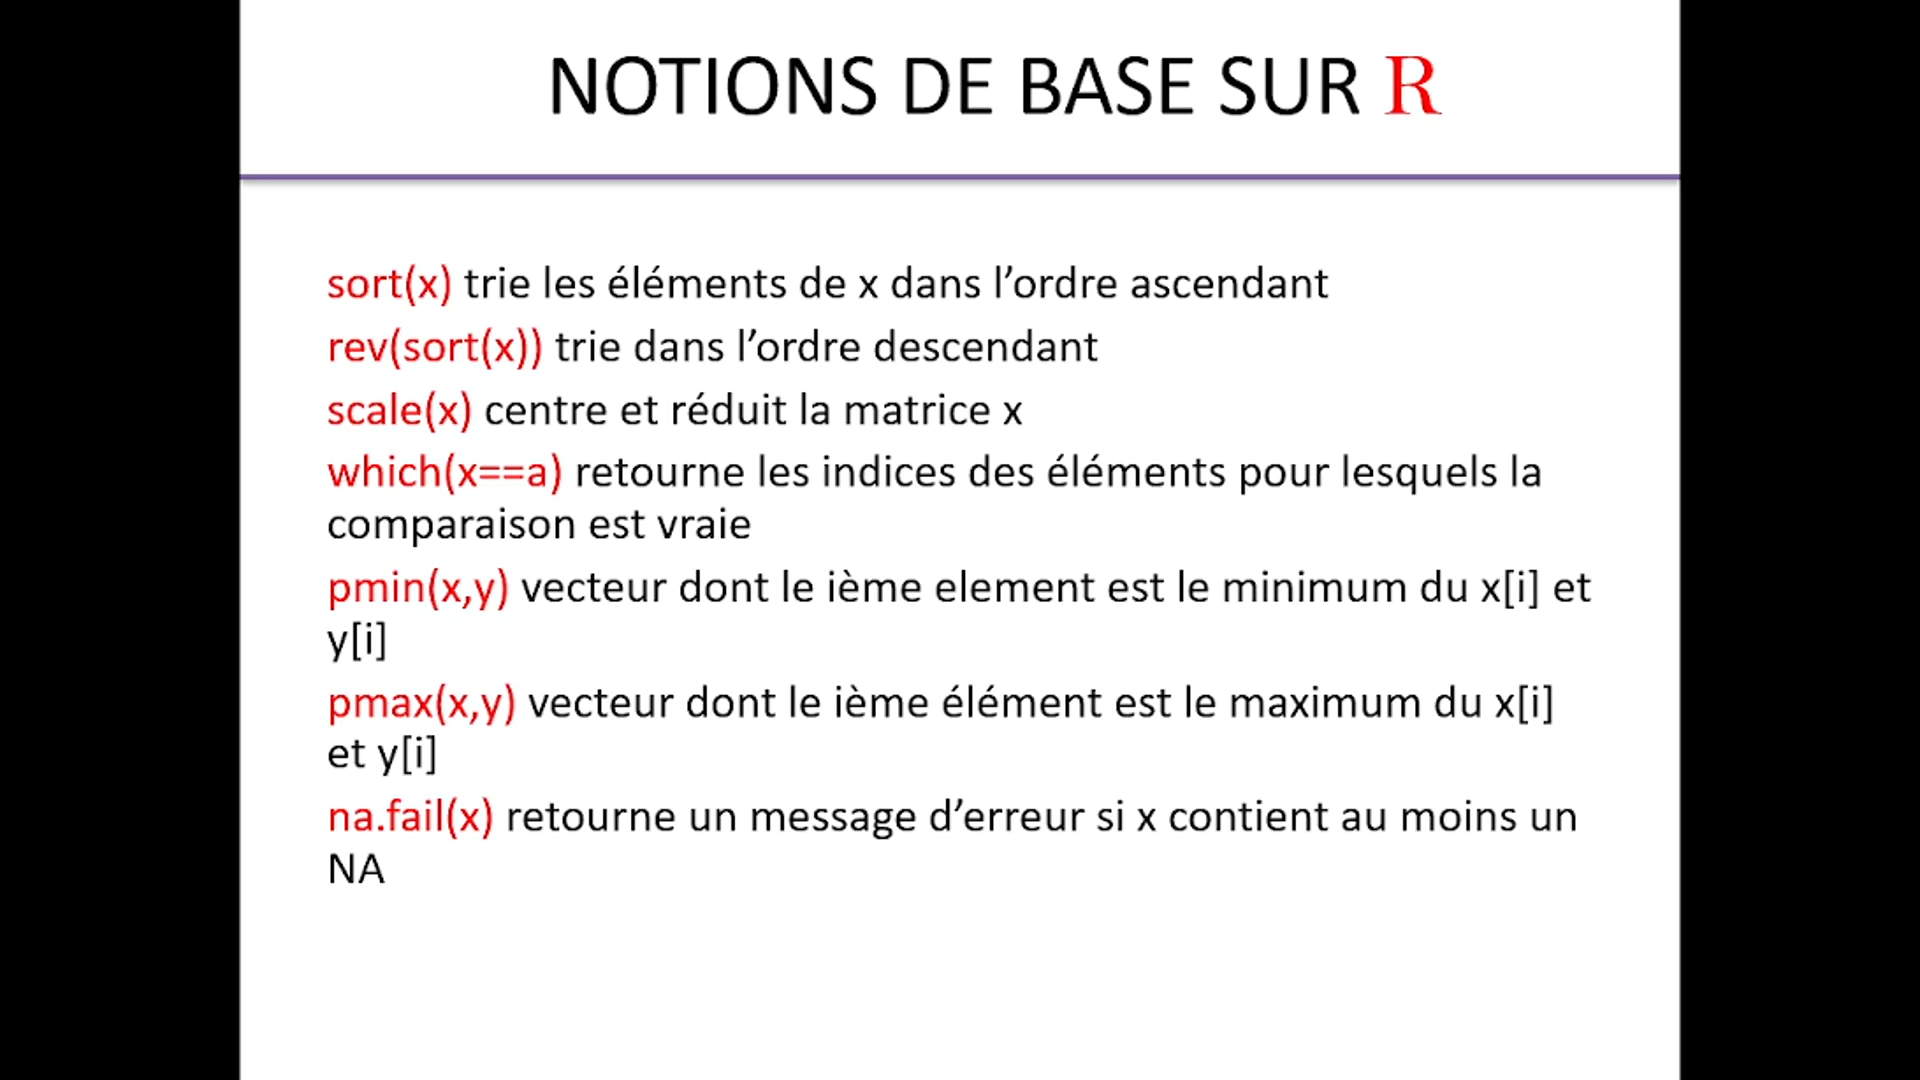 NOTIONS DE BASE SUR R
sort(x) trie les éléments de x dans l’ordre ascendant
rev(sort(x)) trie dans l’ordre descendant
scale(x) centre et réduit la matrice x
which(x==a) retourne les indices des éléments pour lesquels la
comparaison est vraie
pmin(x,y) vecteur dont le ième element est le minimum du x[i] et
y[i]
pmax(x,y) vecteur dont le ième élément est le maximum du x[i]
et y[i]
na.fail(x) retourne un message d’erreur si x contient au moins un
NA